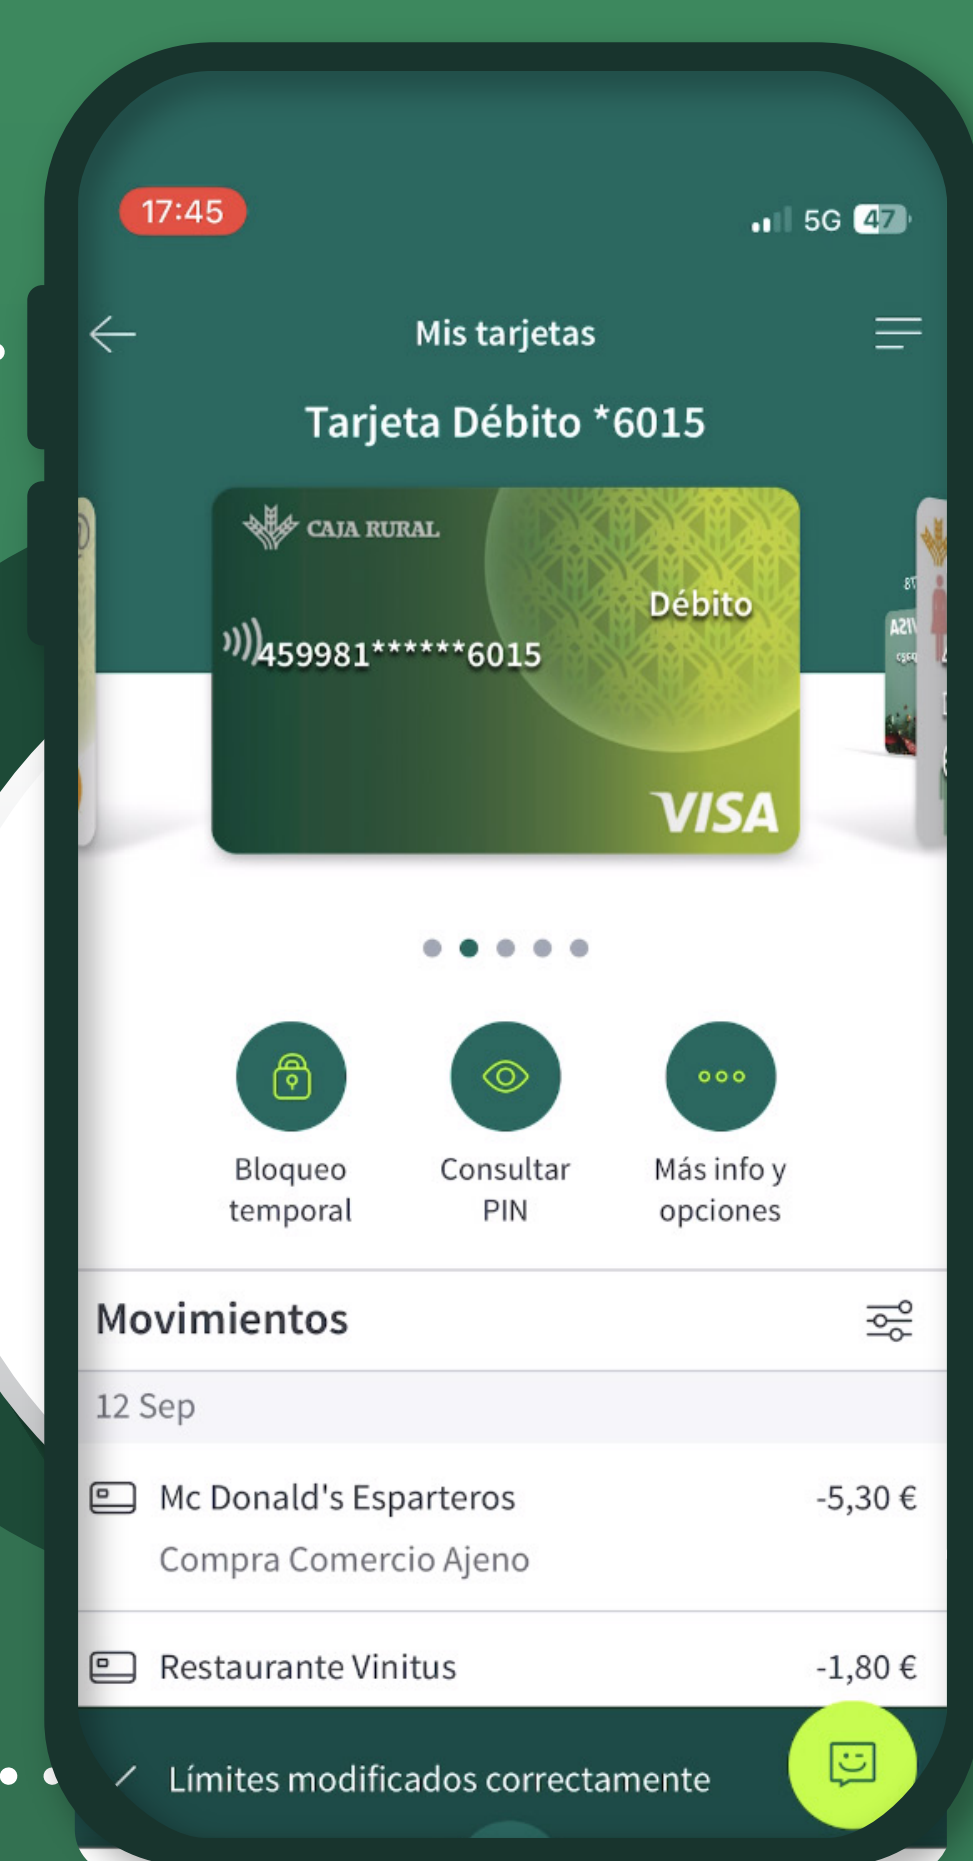 17:45
5G 47
Mis tarjetas
Tarjeta Débito *6015
CAJA RURAL
Débito
459981******6015
VISA
Bloqueo
temporal
Consultar
PIN
Más info y
opciones
Movimientos
12 Sep
Mc Donald's Esparteros
-5,30 €
Compra Comercio Ajeno
Restaurante Vinitus
-1,80 €
Límites modificados correctamente